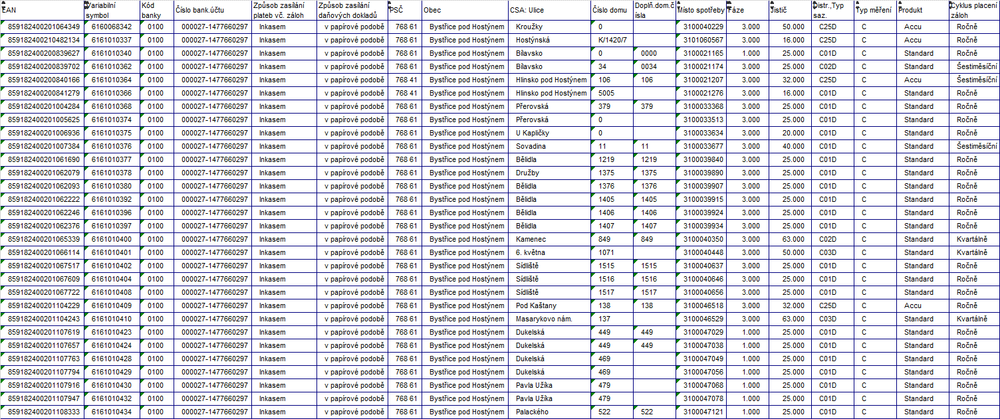 EAN Variabilní symbol Kód banky Číslo bank.účtu Způsob zasílání plateb vč. záloh Způsob zasílání daňových dokladů PSČ Obec CSA: Ulice Číslo domu Doplň.dom.č ísla Místo spotřeby Fáze Jistič Distr.,Typ saz. Typ měření Produkt Cyklus placení záloh
859182400201064349 6160068342 0100 000027-1477660297 Inkasem v papírové podobě 768 61 Bystřice pod Hostýnem Kroužky 0 3100040229 3.000 50.000 C25D C Accu Ročně
859182400210482134 6161010337 0100 000027-1477660297 Inkasem v papírové podobě 768 61 Bystřice pod Hostýnem Hostýnská K/1420/7 3101060567 3.000 16.000 C25D C Accu Ročně
859182400200839627 6161010340 0100 000027-1477660297 Inkasem v papírové podobě 768 61 Bystřice pod Hostýnem Bílavsko 0 0000 3100021165 1.000 25.000 C01D C Standard Ročně
859182400200839702 6161010362 0100 000027-1477660297 Inkasem v papírové podobě 768 61 Bystřice pod Hostýnem Bílavsko 34 0034 3100021174 3.000 25.000 C02D C Standard Šestiměsíční
859182400200840166 6161010364 0100 000027-1477660297 Inkasem v papírové podobě 768 41 Bystřice pod Hostýnem Hlinsko pod Hostýnem 106 106 3100021207 3.000 32.000 C25D C Accu Šestiměsíční
859182400200841279 6161010366 0100 000027-1477660297 Inkasem v papírové podobě 768 41 Bystřice pod Hostýnem Hlinsko pod Hostýnem 5005 3100021276 3.000 16.000 C01D C Standard Ročně
859182400201004284 6161010368 0100 000027-1477660297 Inkasem v papírové podobě 768 61 Bystřice pod Hostýnem Přerovská 379 379 3100033368 3.000 25.000 C01D C Standard Ročně
859182400201005625 6161010374 0100 000027-1477660297 Inkasem v papírové podobě 768 61 Bystřice pod Hostýnem Přerovská 0 3100033513 3.000 25.000 C01D C Standard Ročně
859182400201006936 6161010375 0100 000027-1477660297 Inkasem v papírové podobě 768 61 Bystřice pod Hostýnem U Kapličky 0 3100033634 3.000 20.000 C01D C Standard Ročně
859182400201007384 6161010376 0100 000027-1477660297 Inkasem v papírové podobě 768 61 Bystřice pod Hostýnem Sovadina 11 11 3100033677 3.000 40.000 C01D C Standard Šestiměsíční
859182400201061690 6161010377 0100 000027-1477660297 Inkasem v papírové podobě 768 61 Bystřice pod Hostýnem Bělidla 1219 1219 3100039840 3.000 25.000 C01D C Standard Ročně
859182400201062079 6161010378 0100 000027-1477660297 Inkasem v papírové podobě 768 61 Bystřice pod Hostýnem Družby 1375 1375 3100039890 3.000 25.000 C01D C Standard Ročně
859182400201062093 6161010380 0100 000027-1477660297 Inkasem v papírové podobě 768 61 Bystřice pod Hostýnem Bělidla 1376 1376 3100039907 3.000 25.000 C01D C Standard Ročně
859182400201062222 6161010392 0100 000027-1477660297 Inkasem v papírové podobě 768 61 Bystřice pod Hostýnem Bělidla 1405 1405 3100039915 3.000 25.000 C01D C Standard Ročně
859182400201062246 6161010396 0100 000027-1477660297 Inkasem v papírové podobě 768 61 Bystřice pod Hostýnem Bělidla 1406 1406 3100039924 3.000 25.000 C01D C Standard Ročně
859182400201062376 6161010397 0100 000027-1477660297 Inkasem v papírové podobě 768 61 Bystřice pod Hostýnem Bělidla 1407 1407 3100039934 3.000 25.000 C01D C Standard Ročně
859182400201065339 6161010400 0100 000027-1477660297 Inkasem v papírové podobě 768 61 Bystřice pod Hostýnem Kamenec 849 849 3100040350 3.000 63.000 C02D C Standard Kvartálně
859182400201066114 6161010401 0100 000027-1477660297 Inkasem v papírové podobě 768 61 Bystřice pod Hostýnem 6. května 1071 3100040448 3.000 50.000 C03D C Standard Kvartálně
859182400201067517 6161010402 0100 000027-1477660297 Inkasem v papírové podobě 768 61 Bystřice pod Hostýnem Sídliště 1515 1515 3100040637 3.000 25.000 C01D C Standard Ročně
859182400201067609 6161010404 0100 000027-1477660297 Inkasem v papírové podobě 768 61 Bystřice pod Hostýnem Sídliště 1516 1516 3100040646 3.000 25.000 C01D C Standard Ročně
859182400201067722 6161010408 0100 000027-1477660297 Inkasem v papírové podobě 768 61 Bystřice pod Hostýnem Sídliště 1517 1517 3100040656 3.000 25.000 C01D C Standard Ročně
859182400201104229 6161010409 0100 000027-1477660297 Inkasem v papírové podobě 768 61 Bystřice pod Hostýnem Pod Kaštany 138 138 3100046518 3.000 32.000 C25D C Accu Ročně
859182400201104243 6161010410 0100 000027-1477660297 Inkasem v papírové podobě 768 61 Bystřice pod Hostýnem Masarykovo nám. 137 3100046529 3.000 63.000 C03D C Standard Kvartálně
859182400201107619 6161010423 0100 000027-1477660297 Inkasem v papírové podobě 768 61 Bystřice pod Hostýnem Dukelská 449 449 3100047029 1.000 25.000 C01D C Standard Ročně
859182400201107657 6161010424 0100 000027-1477660297 Inkasem v papírové podobě 768 61 Bystřice pod Hostýnem Dukelská 449 449 3100047038 1.000 25.000 C01D C Standard Ročně
859182400201107763 6161010428 0100 000027-1477660297 Inkasem v papírové podobě 768 61 Bystřice pod Hostýnem Dukelská 469 3100047049 1.000 25.000 C01D C Standard Ročně
859182400201107794 6161010429 0100 000027-1477660297 Inkasem v papírové podobě 768 61 Bystřice pod Hostýnem Dukelská 469 3100047056 1.000 25.000 C01D C Standard Ročně
859182400201107916 6161010430 0100 000027-1477660297 Inkasem v papírové podobě 768 61 Bystřice pod Hostýnem Pavla Užíka 479 3100047068 1.000 25.000 C01D C Standard Ročně
859182400201107947 6161010432 0100 000027-1477660297 Inkasem v papírové podobě 768 61 Bystřice pod Hostýnem Pavla Užíka 479 3100047078 1.000 25.000 C01D C Standard Ročně
859182400201108333 6161010434 0100 000027-1477660297 Inkasem v papírové podobě 768 61 Bystřice pod Hostýnem Palackého 522 522 3100047121 1.000 25.000 C01D C Standard Ročně